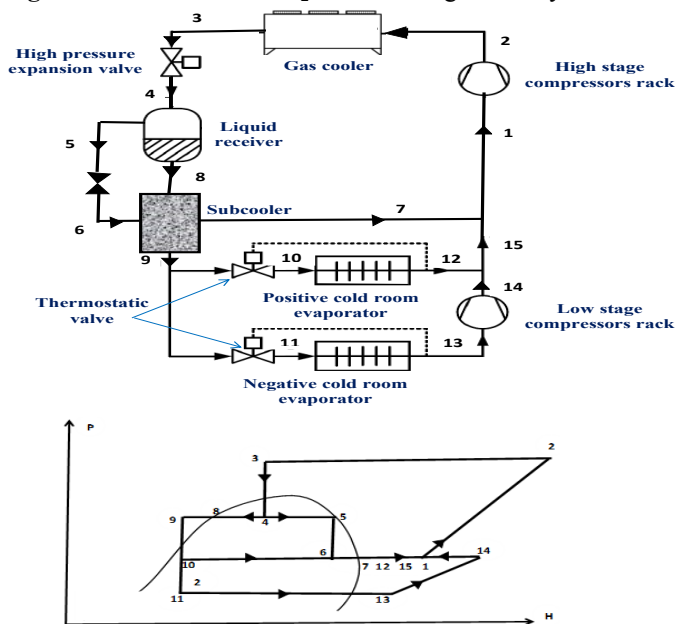 3
2
High pressure
expansion valve
Gas cooler
High stage
compressors rack
4
1
5
Liquid
receiver
8
Subcooler
7
6
9
15
10
12
14
Thermostatic
valve
Positive cold room
evaporator
Low stage
compressors rack
11
13
Negative cold room
evaporator
P
3
2
9
8
4
5
10
6
7
12
15
1
14
2
11
13
H